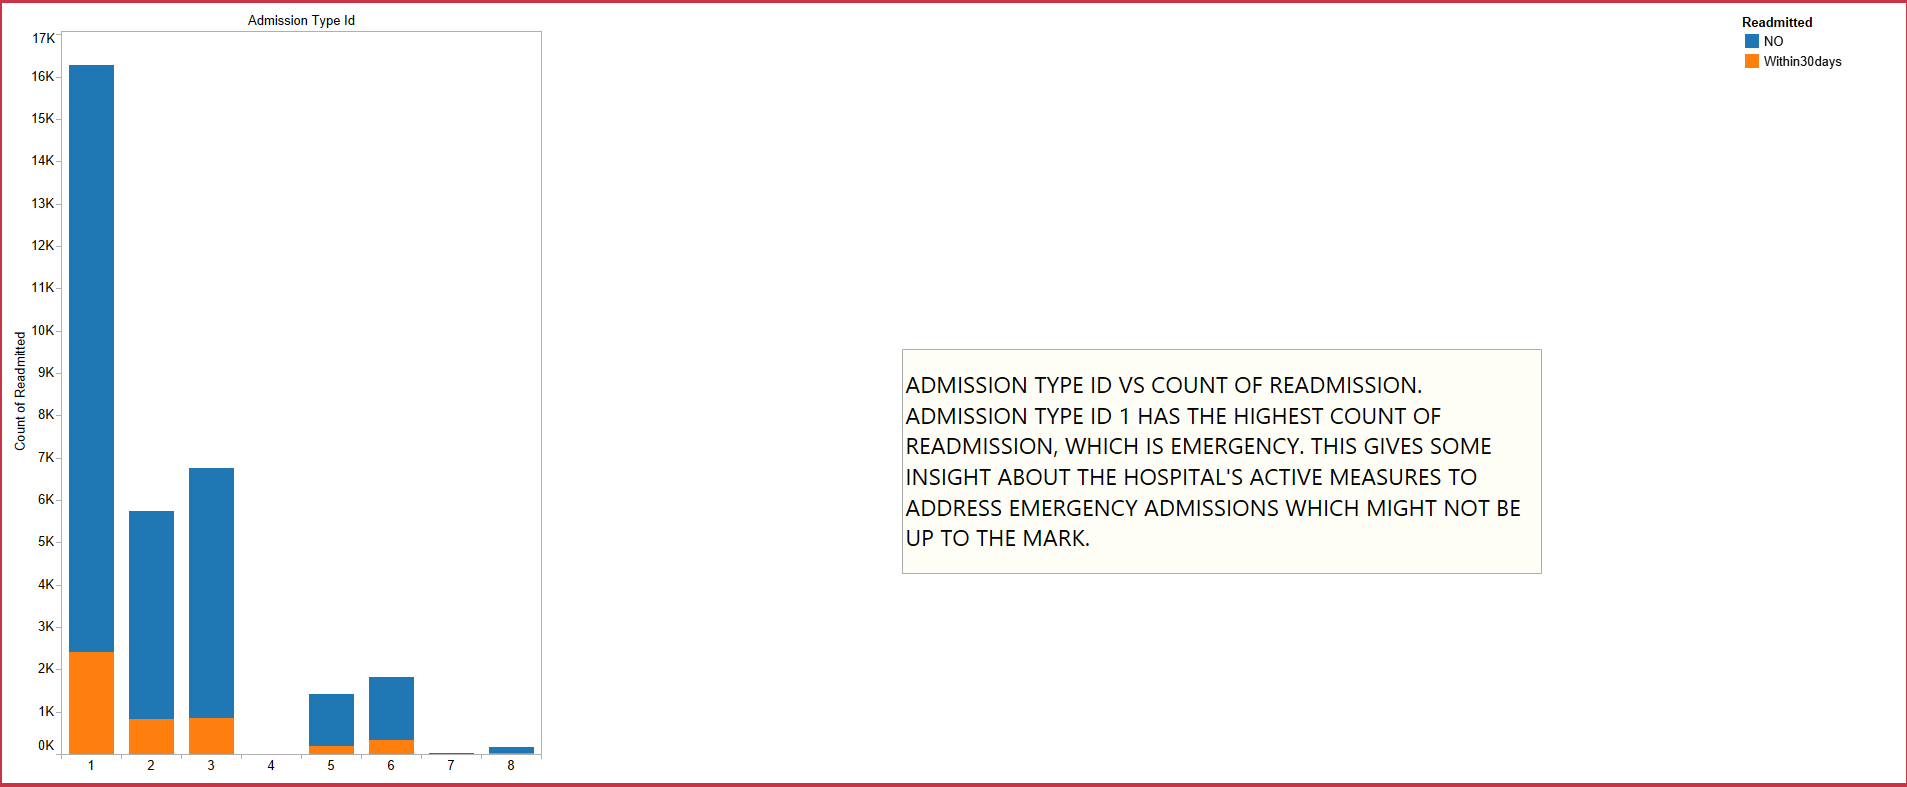 Admission Type Id
Readmitted
NO
Within30days
17K
16K
15K
14K
13K
12K
11K
10K
9K
8K
7K
6K
5K
4K
3K
2K
1K
0K
Count of Readmitted
1 2 3 4 5 6 7 8
ADMISSION TYPE ID VS COUNT OF READMISSION.
ADMISSION TYPE ID 1 HAS THE HIGHEST COUNT OF
READMISSION, WHICH IS EMERGENCY. THIS GIVES SOME
INSIGHT ABOUT THE HOSPITAL'S ACTIVE MEASURES TO
ADDRESS EMERGENCY ADMISSIONS WHICH MIGHT NOT BE
UP TO THE MARK.